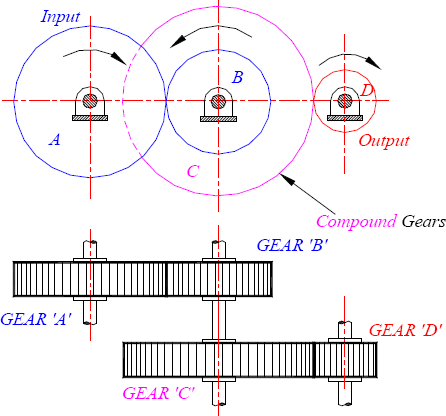 Input
B
D
A
C
Output
Compound Gears
GEAR 'B'
GEAR 'A'
GEAR 'D'
GEAR 'C'